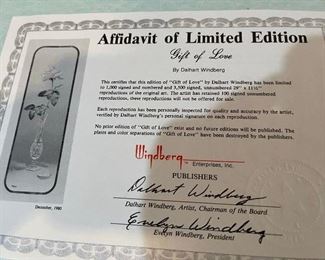 Affidavit of Limited Edition
Gift of Love
By Dalhart Windberg
This certifies that this edition of "Gift of Love" by Dalhart Windberg has been limited
to 1,000 signed and numbered and 3,500 signed, unnumbered 29" x 11½"
reproductions of the original art. The artist has retained 100 signed unnumbered
reproductions, these reproductions will not be offered for sale.
Each reproduction has been personally inspected for quality and accuracy by the artist,
verified by Dalhart Windberg's personal signature on each reproduction.
No prior edition of "Gift of Love" exist and no future editions will be published. The
plates and color separations of "Gift of Love" have been destroyed by the publishers.
Windberg
Enterprises, Inc.
PUBLISHERS
Dalhart Windberg
Dalhart Windberg, Artist, Chairman of the Board
Evelyn Windberg
Evelyn Windberg, President
December, 1980